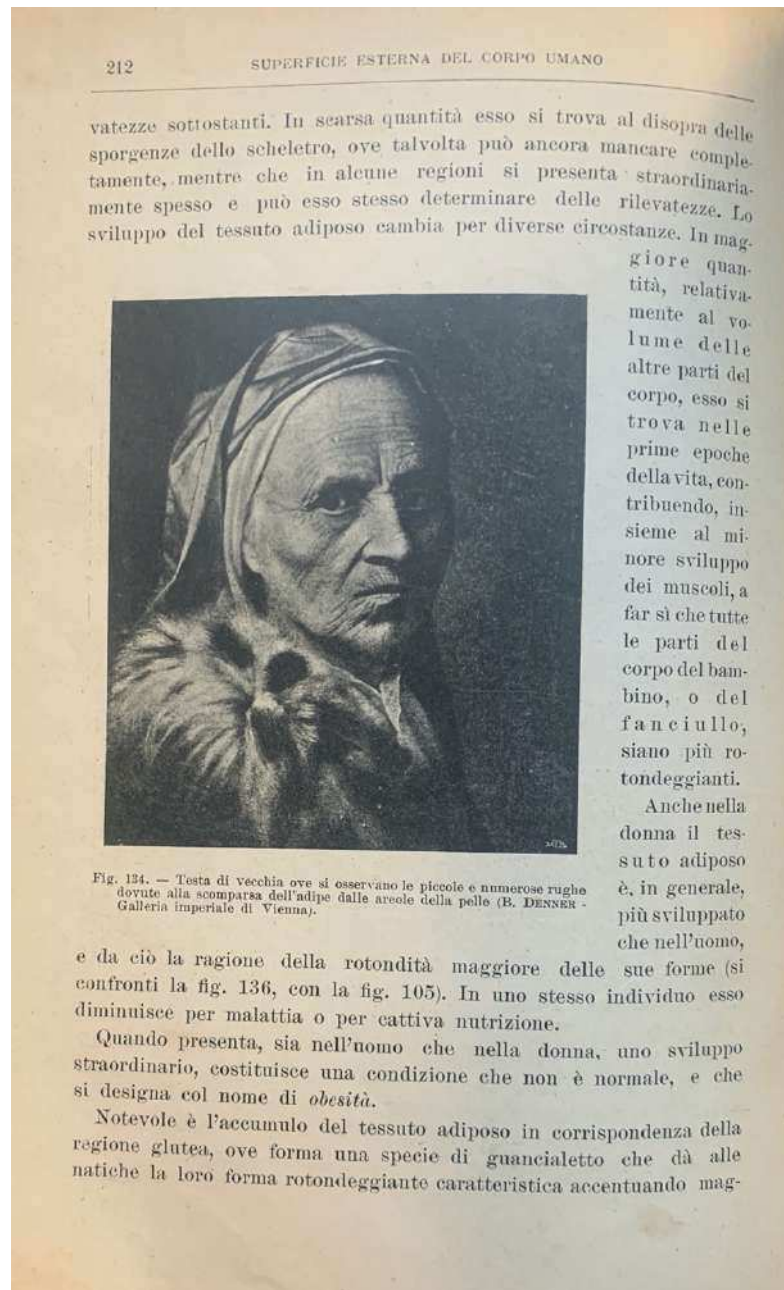 212
SUPERFICIE ESTERNA DEL CORPO UMANO
vatezze sottostanti. In scarsa quantità esso si trova al disopra delle
sporgenze dello scheletro, ove talvolta può ancora mancare comple-
tamente, mentre che in alcune regioni si presenta straordinaria-
mente spesso e può esso stesso determinare delle rilevatezze. Lo
sviluppo del tessuto adiposo cambia per diverse circostanze. In mag-
giore quan-
tità, relativa-
mente al vo-
lume delle
altre parti del
corpo, esso si
trova nelle
prime epoche
della vita, con-
tribuendo, in-
sieme al mi-
nore sviluppo
dei muscoli, a
far sì che tutte
le parti del
corpo del bam-
bino, o del
fanciullo,
siano più ro-
tondeggianti.
Anche nella
donna il tes-
suto adiposo
è, in generale,
più sviluppato
che nell'uomo,
Fig. 134. — Testa di vecchia ove si osservano le piccole e numerose rughe
dovute alla scomparsa dell'adipe dalle areole della pelle (B. DENNER -
Galleria imperiale di Vienna).
e da ciò la ragione della rotondità maggiore delle sue forme (si
confronti la fig. 136, con la fig. 105). In uno stesso individuo esso
diminuisce per malattia o per cattiva nutrizione.
Quando presenta, sia nell'uomo che nella donna, uno sviluppo
straordinario, costituisce una condizione che non è normale, e che
si designa col nome di obesità.
Notevole è l'accumulo del tessuto adiposo in corrispondenza della
regione glutea, ove forma una specie di guancialetto che dà alle
natiche la loro forma rotondeggiante caratteristica accentuando mag-